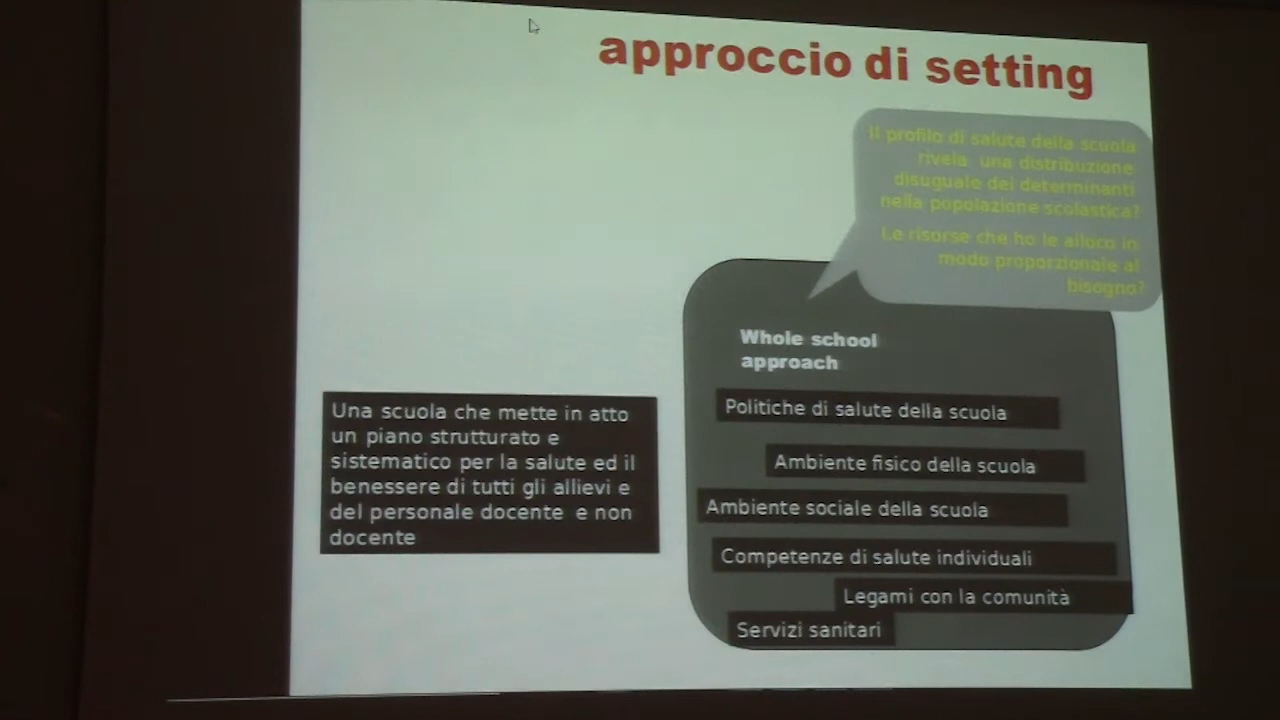 approccio di setting
Il profilo di salute della scuola
rivela una distribuzione
disuguale dei determinanti
nella popolazione scolastica?
Le risorse che ho le alloco in
modo proporzionale al
bisogno?
Whole school
approach
Politiche di salute della scuola
Ambiente fisico della scuola
Ambiente sociale della scuola
Competenze di salute individuali
Legami con la comunità
Servizi sanitari
Una scuola che mette in atto
un piano strutturato e
sistematico per la salute ed il
benessere di tutti gli allievi e
del personale docente e non
docente